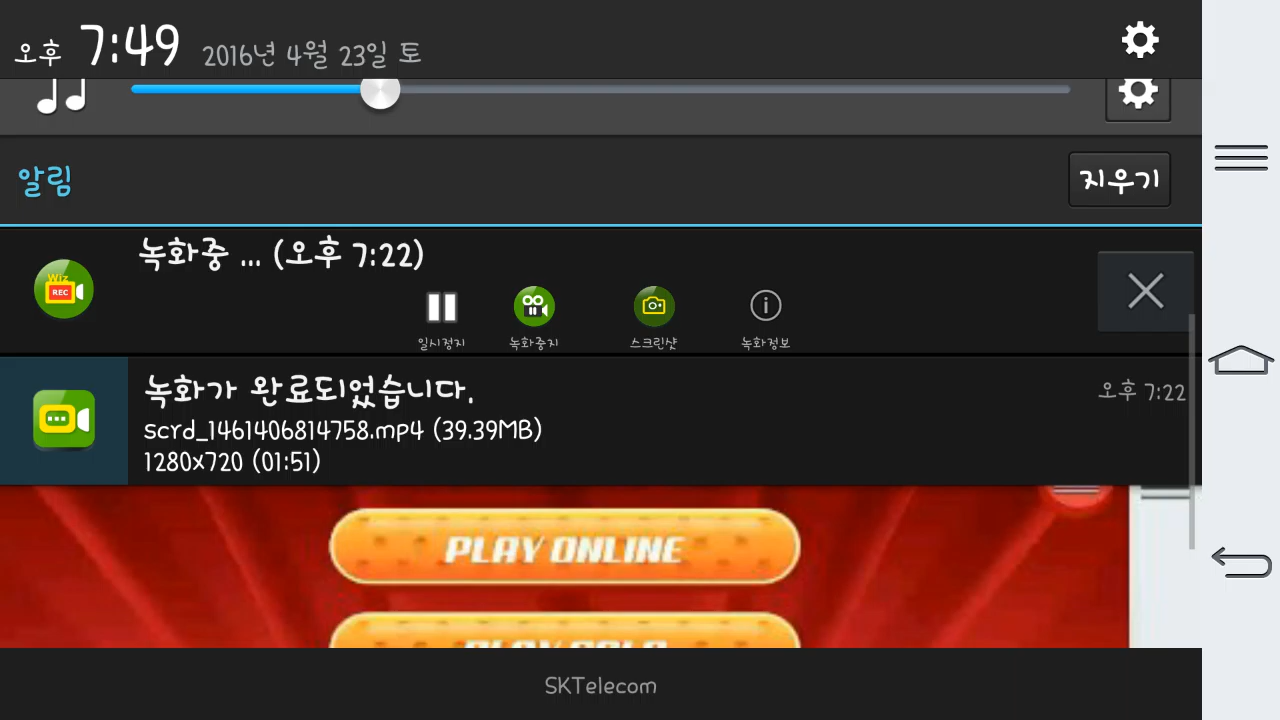 오후 7:49 2016년 4월 23일 토
알림
지우기
녹화중 ... (오후 7:22)
Wiz
REC
일시정지 녹화중지 스크린샷 녹화정보
녹화가 완료되었습니다.
오후 7:22
scrd_1461406814758.mp4 (39.39MB)
1280x720 (01:51)
PLAY ONLINE
PLAY SOLO
SKTelecom